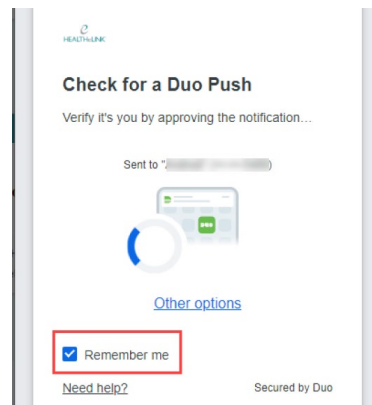 HEALTHeLINK
Check for a Duo Push
Verify it's you by approving the notification…
Sent to "
DUO
Other options
Remember me
Need help?
Secured by Duo